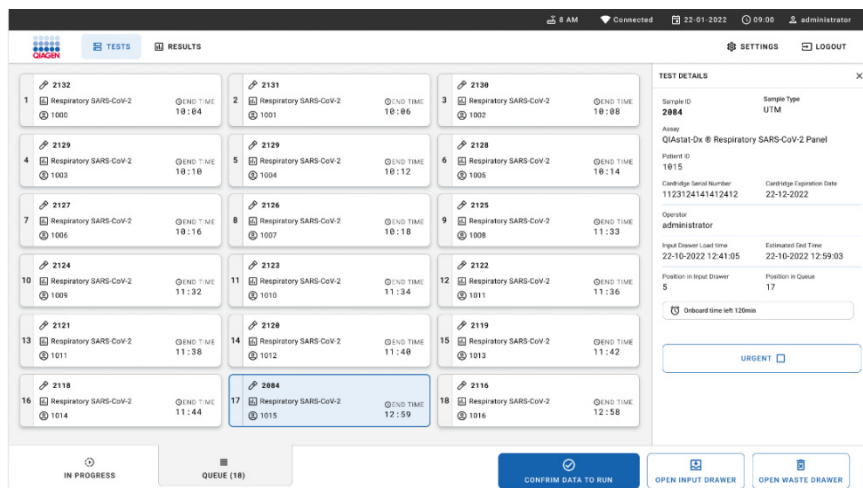 8 AM Connected 22-01-2022 09:00 administrator
QIAGEN TESTS RESULTS SETTINGS LOGOUT
1 2132 Respiratory SARS-CoV-2 1000 END TIME 10:04
2 2131 Respiratory SARS-CoV-2 1001 END TIME 10:06
3 2130 Respiratory SARS-CoV-2 1002 END TIME 10:08
4 2129 Respiratory SARS-CoV-2 1003 END TIME 10:10
5 2129 Respiratory SARS-CoV-2 1004 END TIME 10:12
6 2128 Respiratory SARS-CoV-2 1005 END TIME 10:14
7 2127 Respiratory SARS-CoV-2 1006 END TIME 10:16
8 2126 Respiratory SARS-CoV-2 1007 END TIME 10:18
9 2125 Respiratory SARS-CoV-2 1008 END TIME 11:33
10 2124 Respiratory SARS-CoV-2 1009 END TIME 11:32
11 2123 Respiratory SARS-CoV-2 1010 END TIME 11:34
12 2122 Respiratory SARS-CoV-2 1011 END TIME 11:36
13 2121 Respiratory SARS-CoV-2 1011 END TIME 11:38
14 2120 Respiratory SARS-CoV-2 1012 END TIME 11:40
15 2119 Respiratory SARS-CoV-2 1013 END TIME 11:42
16 2118 Respiratory SARS-CoV-2 1014 END TIME 11:44
17 2084 Respiratory SARS-CoV-2 1015 END TIME 12:59
18 2116 Respiratory SARS-CoV-2 1016 END TIME 12:58
TEST DETAILS
Sample ID Sample Type
2084 UTM
Assay
QIAstat-Dx ® Respiratory SARS-CoV-2 Panel
Patient ID
1015
Cardridge Serial Number Cardridge Expiration Date
1123124141412412 22-12-2022
Operator
administrator
Input Drawer Load time Estimated End Time
22-10-2022 12:41:05 22-10-2022 12:59:03
Position in Input Drawer Position in Queue
5 17
Onboard time left 120min
URGENT
IN PROGRESS QUEUE (18) CONFRIM DATA TO RUN OPEN INPUT DRAWER OPEN WASTE DRAWER